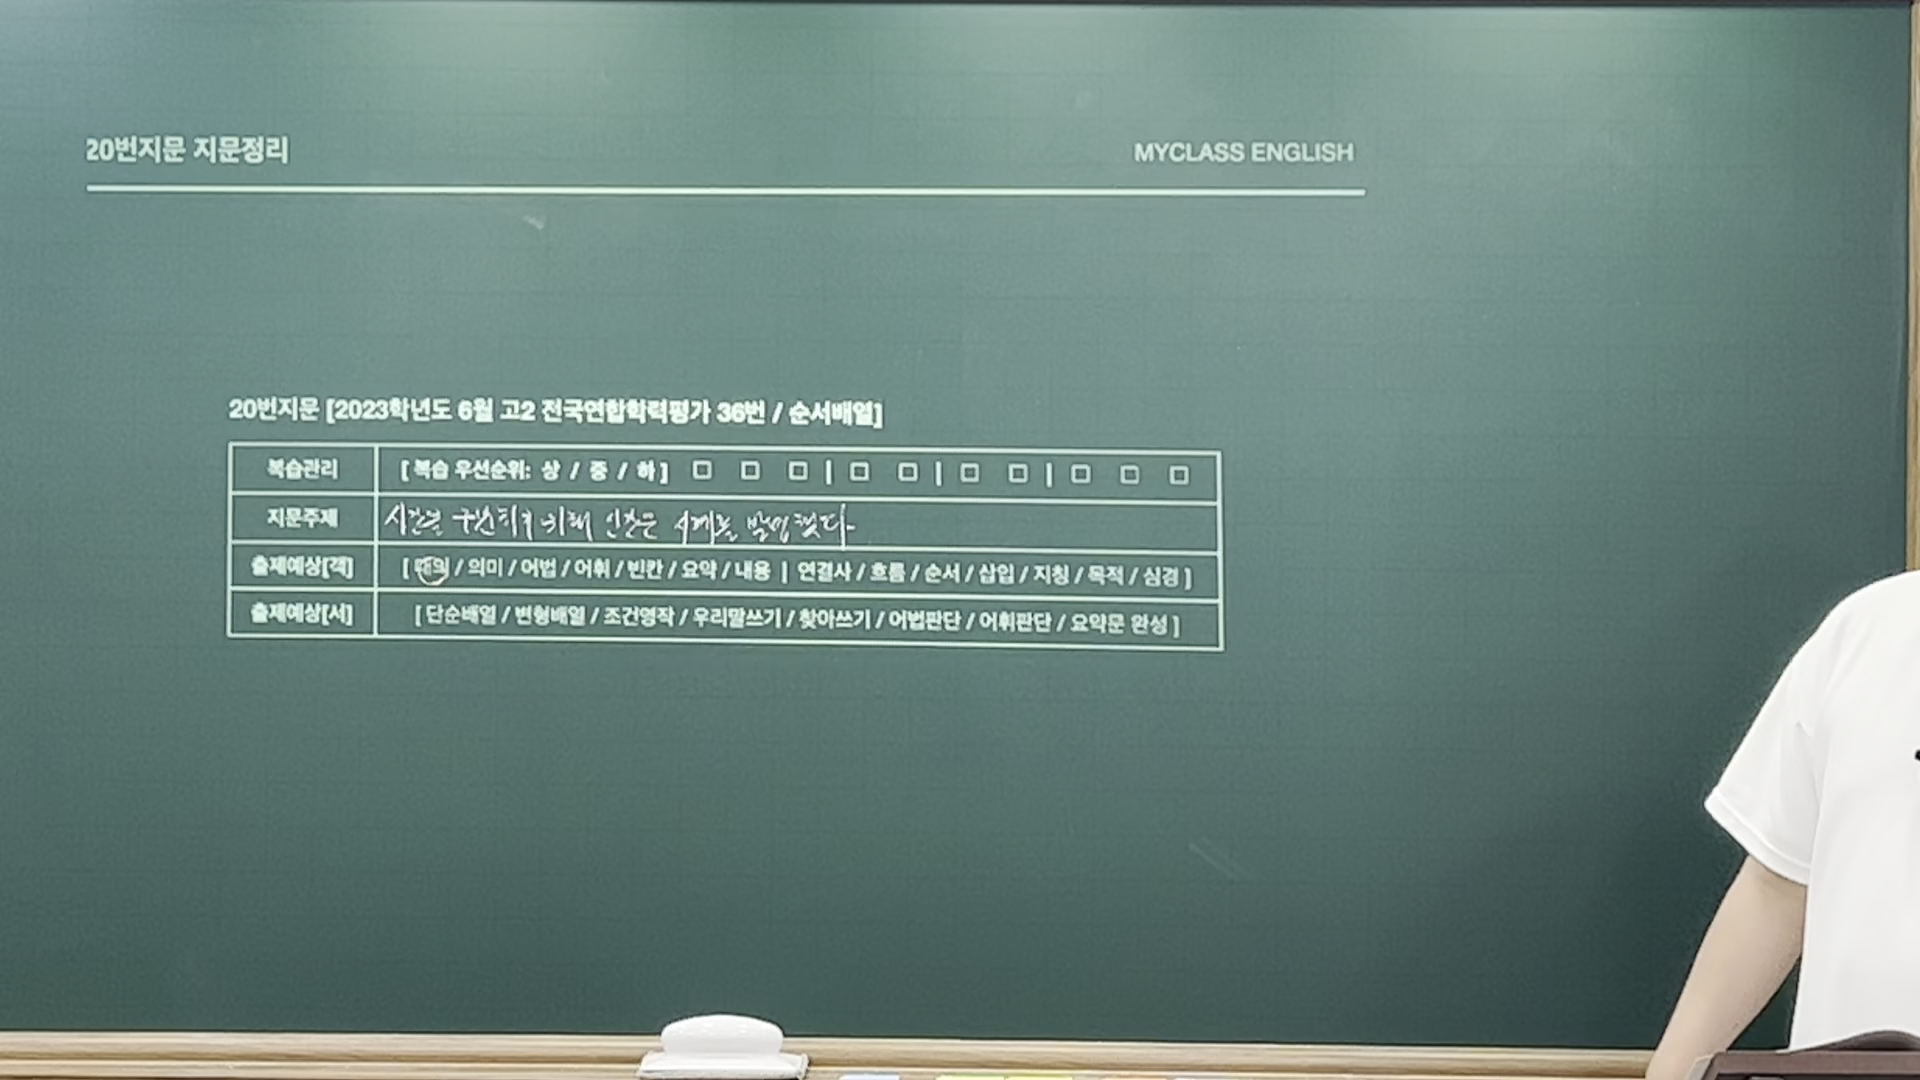 20번지문 지문정리
MYCLASS ENGLISH
20번지문 [2023학년도 6월 고2 전국연합학력평가 36번 / 순서배열]
복습관리 [ 복습 우선순위: 상 / 중 / 하 ] □ □ □ | □ □ | □ □ | □ □ □
지문주제 시간을 구분하기 위해 인간은 시계를 발명했다.
출제예상[객] [ 대의 / 의미 / 어법 / 어휘 / 빈칸 / 요약 / 내용 | 연결사 / 흐름 / 순서 / 삽입 / 지칭 / 목적 / 심경 ]
출제예상[서] [ 단순배열 / 변형배열 / 조건영작 / 우리말쓰기 / 찾아쓰기 / 어법판단 / 어휘판단 / 요약문 완성 ]